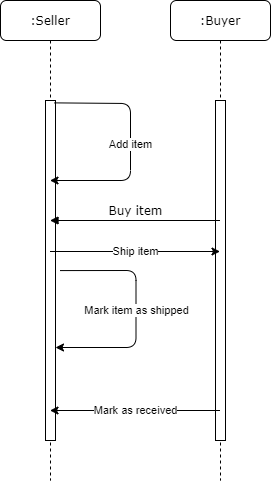 :Seller
:Buyer
Add item
Buy item
Ship item
Mark item as shipped
Mark as received